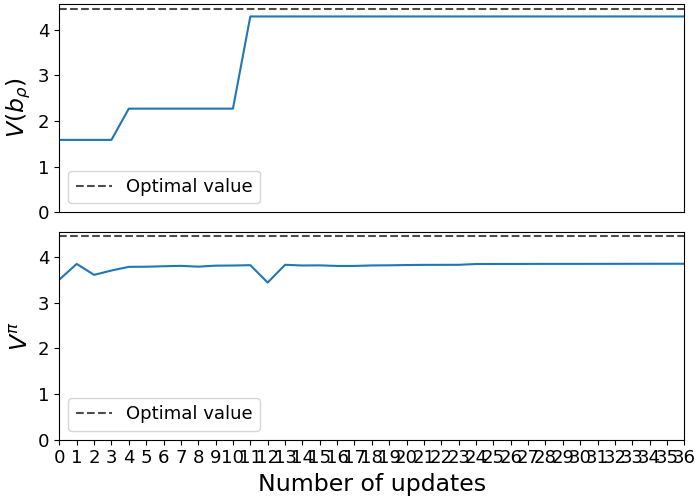 4
3
2
1
0
V(b_ρ)
Optimal value
4
3
2
1
0
V^π
Optimal value
0 1 2 3 4 5 6 7 8 9 10 11 12 13 14 15 16 17 18 19 20 21 22 23 24 25 26 27 28 29 30 31 32 33 34 35 36
Number of updates